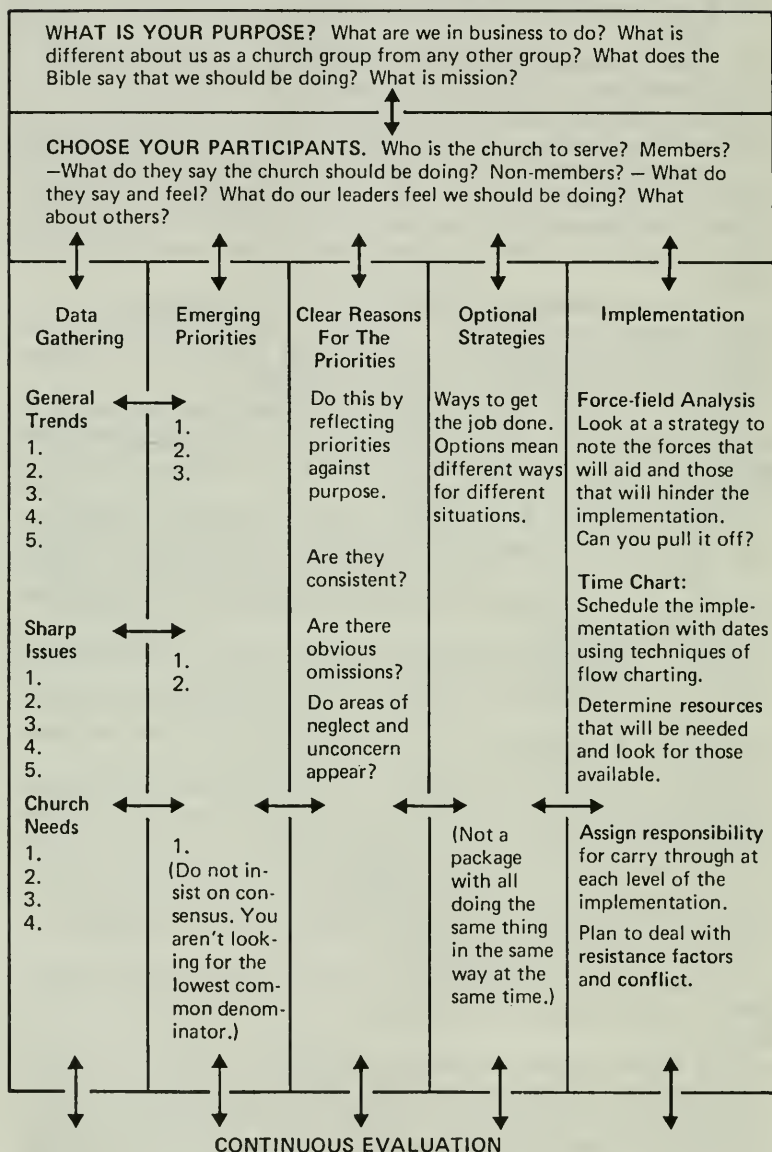 WHAT IS YOUR PURPOSE? What are we in business to do? What is
different about us as a church group from any other group? What does the
Bible say that we should be doing? What is mission?
CHOOSE YOUR PARTICIPANTS. Who is the church to serve? Members?
—What do they say the church should be doing? Non-members? — What do
they say and feel? What do our leaders feel we should be doing? What
about others?
Data
Gathering
General
Trends
1.
2.
3.
4.
5.
Sharp
Issues
1.
2.
3.
4.
5.
Church
Needs
1.
2.
3.
4.
Emerging
Priorities
1.
2.
3.
1.
2.
1.
(Do not in-
sist on con-
sensus. You
aren't look-
ing for the
lowest com-
mon denom-
inator.)
Clear Reasons
For The
Priorities
Do this by
reflecting
priorities
against
purpose.
Are they
consistent?
Are there
obvious
omissions?
Do areas of
neglect and
unconcern
appear?
Optional
Strategies
Ways to get
the job done.
Options mean
different ways
for different
situations.
(Not a
package
with all
doing the
same thing
in the same
way at the
same time.)
Implementation
Force-field Analysis
Look at a strategy to
note the forces that
will aid and those
that will hinder the
implementation.
Can you pull it off?
Time Chart:
Schedule the imple-
mentation with dates
using techniques of
flow charting.
Determine resources
that will be needed
and look for those
available.
Assign responsibility
for carry through at
each level of the
implementation.
Plan to deal with
resistance factors
and conflict.
CONTINUOUS EVALUATION